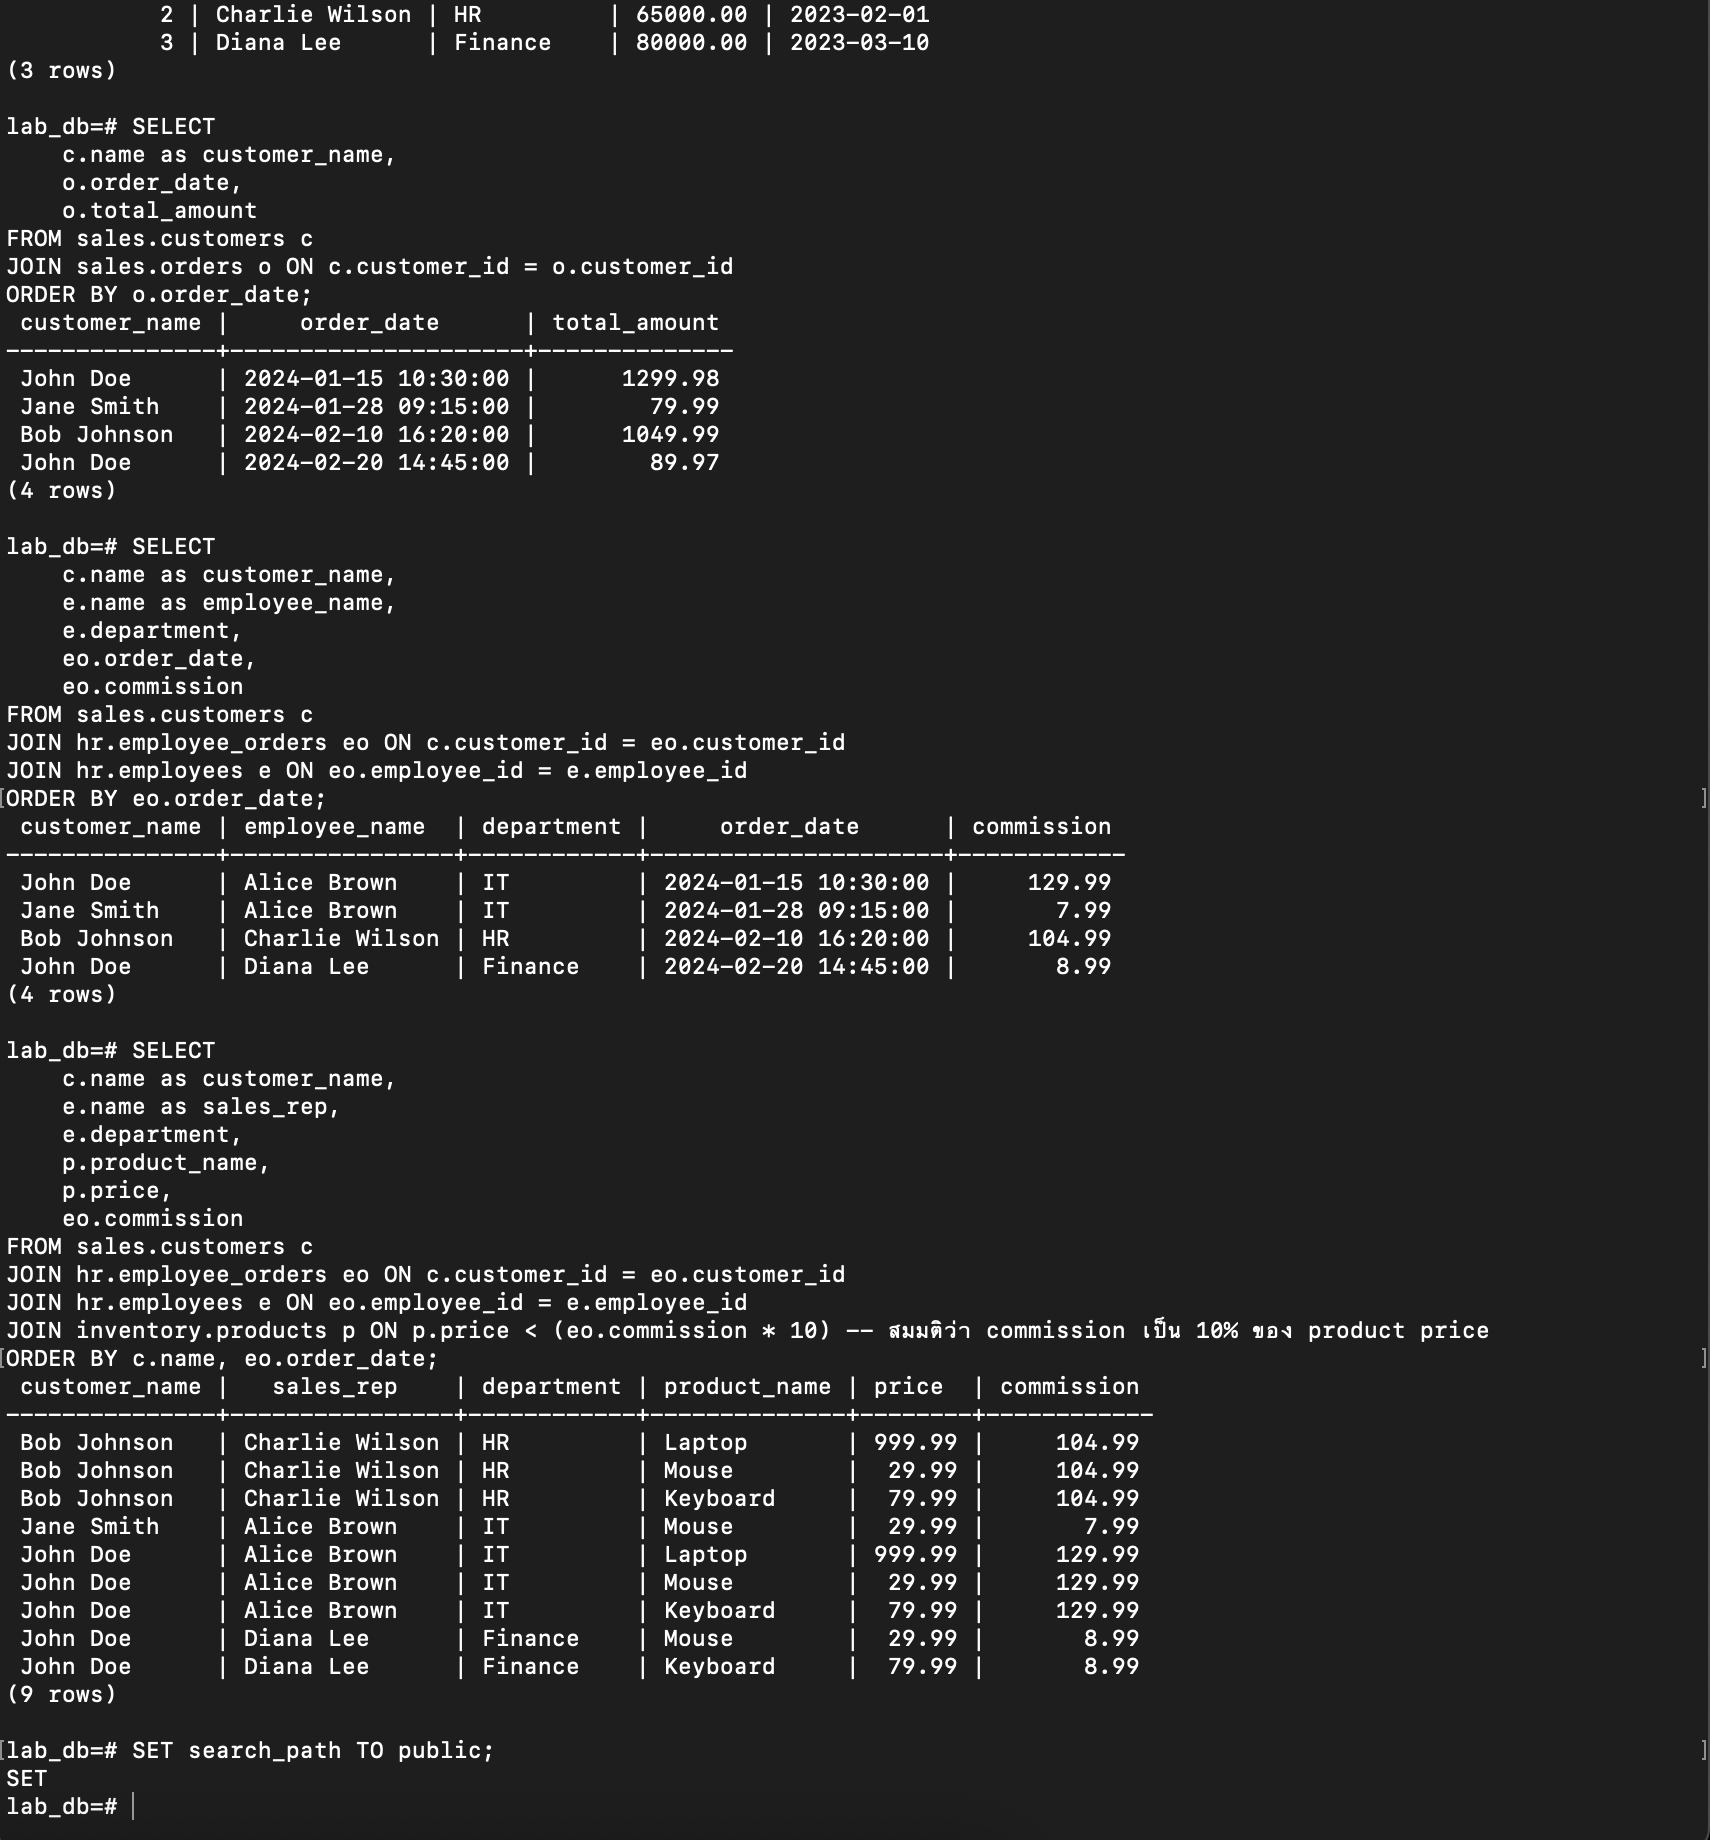 2 | Charlie Wilson | HR         | 65000.00 | 2023-02-01
           3 | Diana Lee      | Finance    | 80000.00 | 2023-03-10
(3 rows)

lab_db=# SELECT
    c.name as customer_name,
    o.order_date,
    o.total_amount
FROM sales.customers c
JOIN sales.orders o ON c.customer_id = o.customer_id
ORDER BY o.order_date;
 customer_name |     order_date      | total_amount
---------------+---------------------+--------------
 John Doe      | 2024-01-15 10:30:00 |      1299.98
 Jane Smith    | 2024-01-28 09:15:00 |        79.99
 Bob Johnson   | 2024-02-10 16:20:00 |      1049.99
 John Doe      | 2024-02-20 14:45:00 |        89.97
(4 rows)

lab_db=# SELECT
    c.name as customer_name,
    e.name as employee_name,
    e.department,
    eo.order_date,
    eo.commission
FROM sales.customers c
JOIN hr.employee_orders eo ON c.customer_id = eo.customer_id
JOIN hr.employees e ON eo.employee_id = e.employee_id
[ORDER BY eo.order_date; ]
 customer_name | employee_name  | department |     order_date      | commission
---------------+----------------+------------+---------------------+------------
 John Doe      | Alice Brown    | IT         | 2024-01-15 10:30:00 |     129.99
 Jane Smith    | Alice Brown    | IT         | 2024-01-28 09:15:00 |       7.99
 Bob Johnson   | Charlie Wilson | HR         | 2024-02-10 16:20:00 |     104.99
 John Doe      | Diana Lee      | Finance    | 2024-02-20 14:45:00 |       8.99
(4 rows)

lab_db=# SELECT
    c.name as customer_name,
    e.name as sales_rep,
    e.department,
    p.product_name,
    p.price,
    eo.commission
FROM sales.customers c
JOIN hr.employee_orders eo ON c.customer_id = eo.customer_id
JOIN hr.employees e ON eo.employee_id = e.employee_id
JOIN inventory.products p ON p.price < (eo.commission * 10) -- สมมติว่า commission เป็น 10% ของ product price
[ORDER BY c.name, eo.order_date; ]
 customer_name |   sales_rep    | department | product_name | price  | commission
---------------+----------------+------------+--------------+--------+------------
 Bob Johnson   | Charlie Wilson | HR         | Laptop       | 999.99 |     104.99
 Bob Johnson   | Charlie Wilson | HR         | Mouse        |  29.99 |     104.99
 Bob Johnson   | Charlie Wilson | HR         | Keyboard     |  79.99 |     104.99
 Jane Smith    | Alice Brown    | IT         | Mouse        |  29.99 |       7.99
 John Doe      | Alice Brown    | IT         | Laptop       | 999.99 |     129.99
 John Doe      | Alice Brown    | IT         | Mouse        |  29.99 |     129.99
 John Doe      | Alice Brown    | IT         | Keyboard     |  79.99 |     129.99
 John Doe      | Diana Lee      | Finance    | Mouse        |  29.99 |       8.99
 John Doe      | Diana Lee      | Finance    | Keyboard     |  79.99 |       8.99
(9 rows)

[lab_db=# SET search_path TO public; ]
SET
lab_db=#